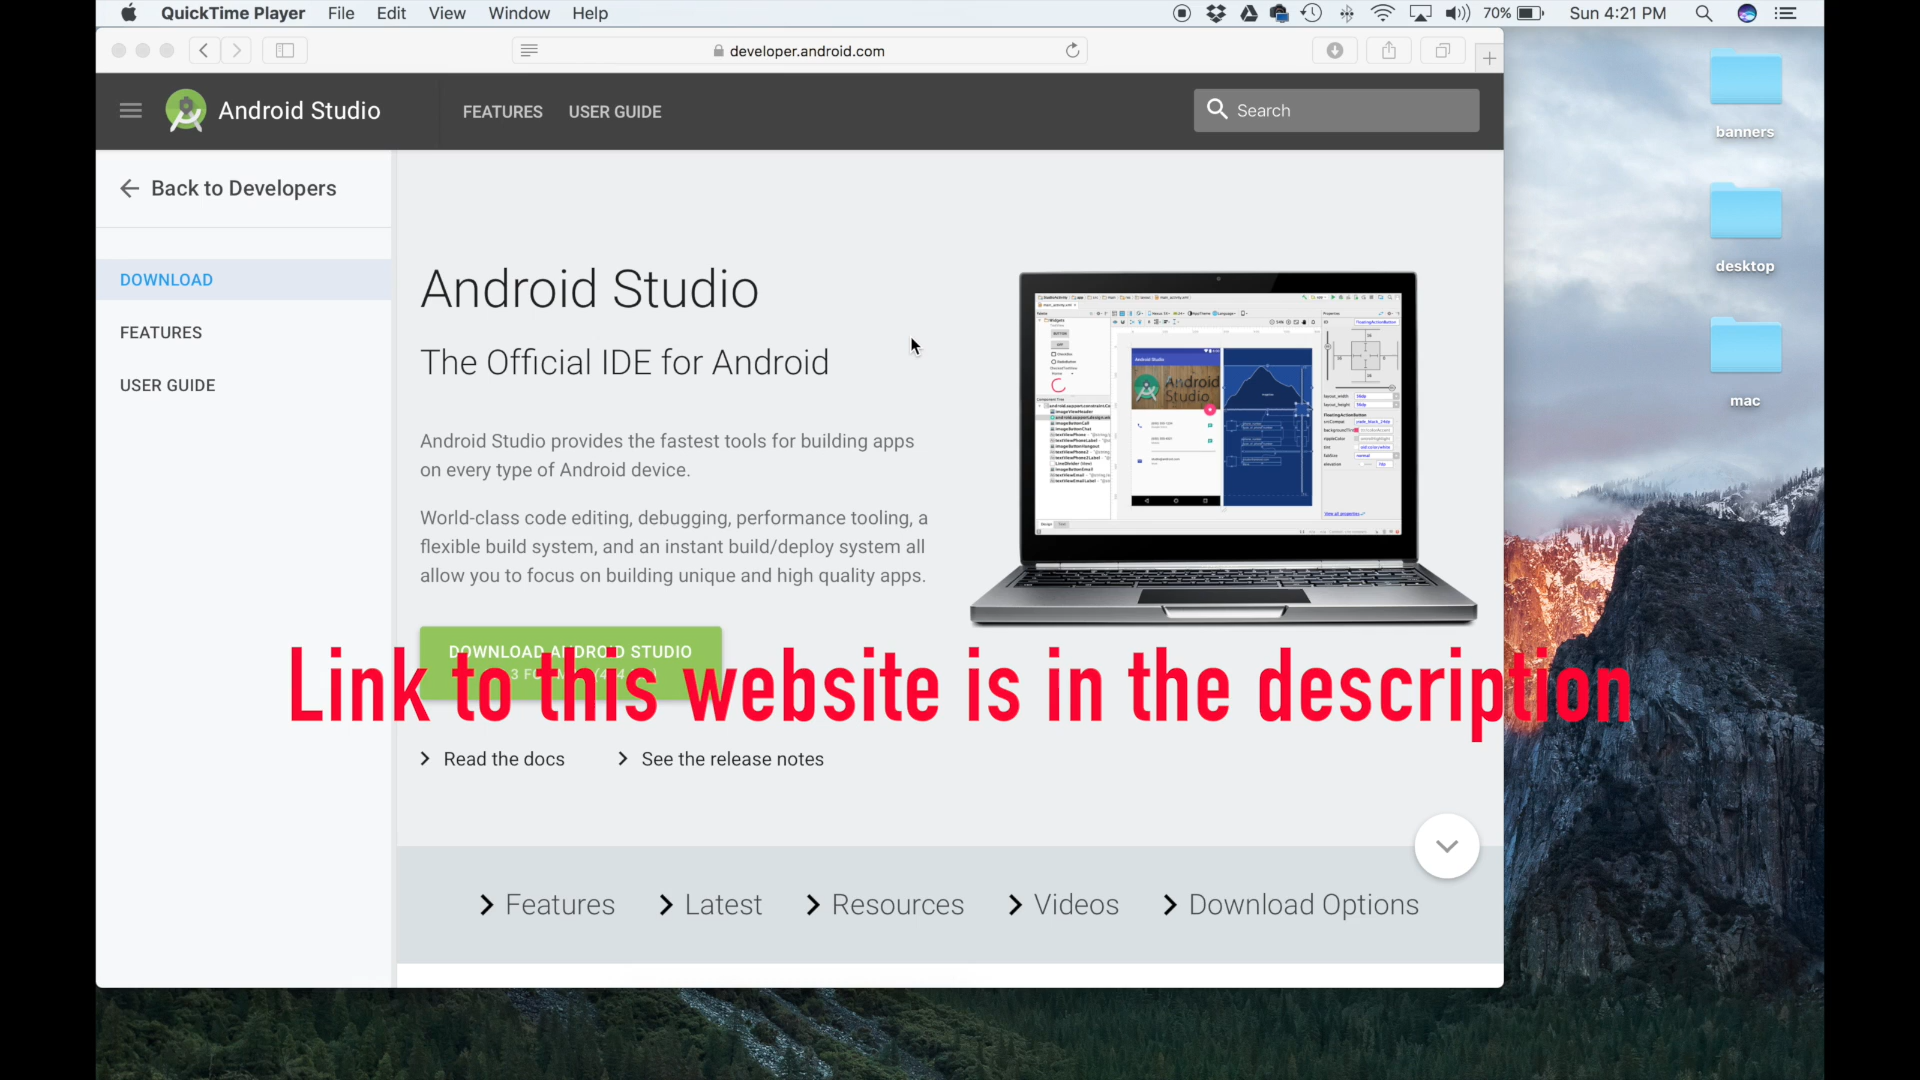 QuickTime Player File Edit View Window Help 70% Sun 4:21 PM
developer.android.com
Android Studio FEATURES USER GUIDE Search
Back to Developers
DOWNLOAD
FEATURES
USER GUIDE
Android Studio
The Official IDE for Android
Android Studio provides the fastest tools for building apps
on every type of Android device.
World-class code editing, debugging, performance tooling, a
flexible build system, and an instant build/deploy system all
allow you to focus on building unique and high quality apps.
DOWNLOAD ANDROID STUDIO
Link to this website is in the description
Read the docs See the release notes
Features Latest Resources Videos Download Options
banners
desktop
mac
Android
Studio